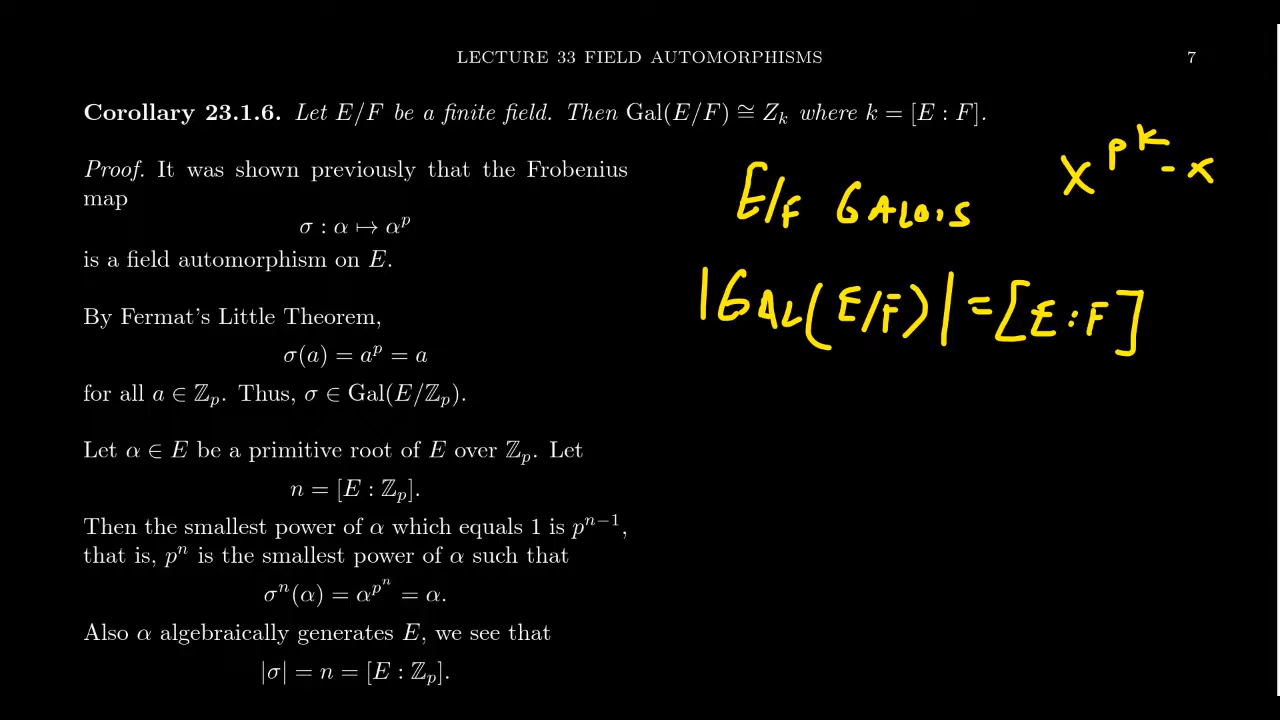 LECTURE 33 FIELD AUTOMORPHISMS 7
Corollary 23.1.6. Let E/F be a finite field. Then Gal(E/F) ≅ Z_k where k = [E : F].
Proof. It was shown previously that the Frobenius
map
σ : α ↦ α^p
is a field automorphism on E.
By Fermat's Little Theorem,
σ(a) = a^p = a
for all a ∈ ℤ_p. Thus, σ ∈ Gal(E/ℤ_p).
Let α ∈ E be a primitive root of E over ℤ_p. Let
n = [E : ℤ_p].
Then the smallest power of α which equals 1 is p^{n−1},
that is, p^n is the smallest power of α such that
σ^n(α) = α^{p^n} = α.
Also α algebraically generates E, we see that
|σ| = n = [E : ℤ_p].
x^{p^k} - x
E/F GALOIS
|GAL(E/F)| = [E:F]